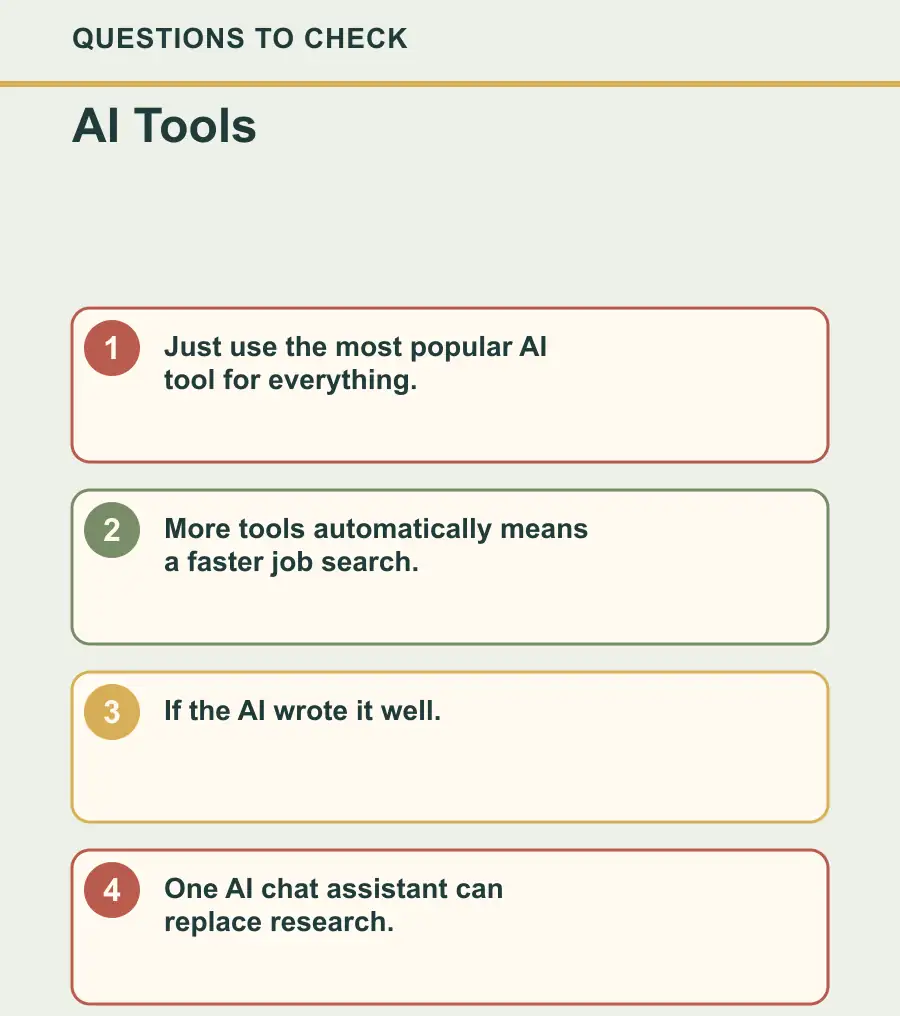 QUESTIONS TO CHECK
AI Tools
1
Just use the most popular AI
tool for everything.
2
More tools automatically means
a faster job search.
3
If the AI wrote it well.
4
One AI chat assistant can
replace research.